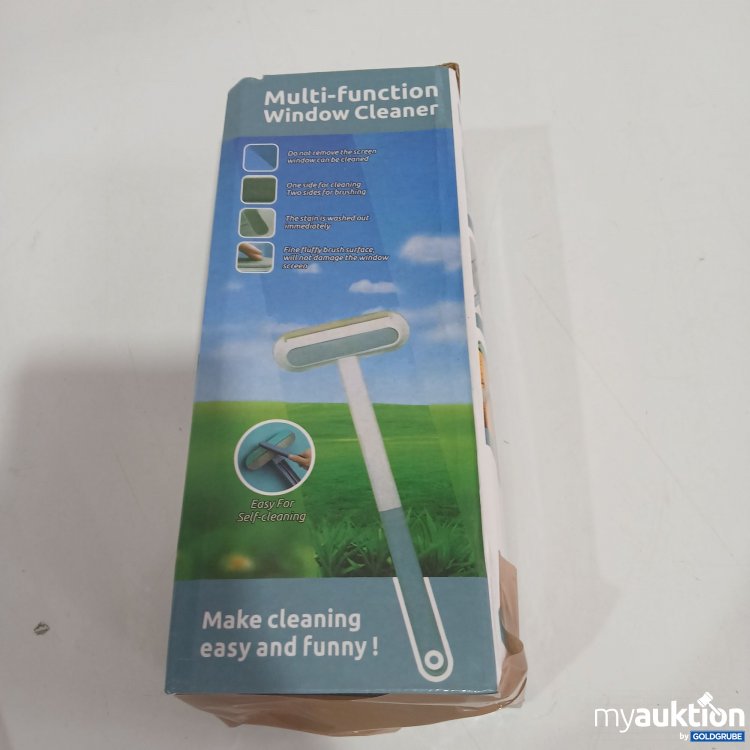 Multi-function
Window Cleaner
Do not remove the screen
window can be cleaned
One side for cleaning
Two sides for brushing
The stain is washed out
immediately
Fine fluffy brush surface,
will not damage the window
screen
Easy For
Self-cleaning
Make cleaning
easy and funny !
myauktion
by GOLDGRUBE